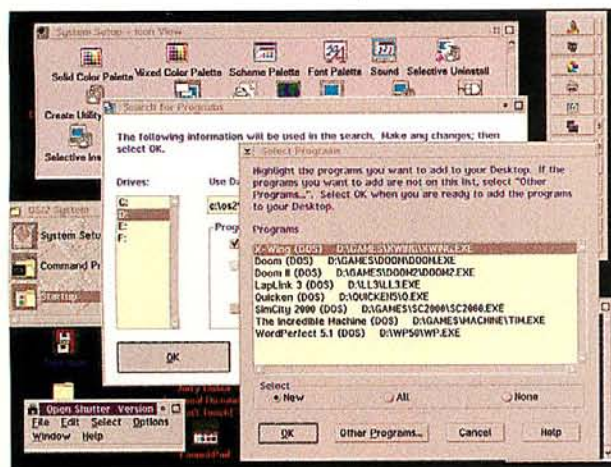 System Setup - Icon View
Solid Color Palette Mixed Color Palette Scheme Palette Font Palette Sound Selective Uninstall
Create Utility
Selective Ins
Search for Programs
The following information will be used in the search. Make any changes; then
select OK.
Drives:
Use Da
C:
D:
E:
F:
c:\os2\
Prog
OK
OS/2 System
System Setu
Command Pr
Startup
Select Programs
Highlight the programs you want to add to your Desktop. If the
programs you want to add are not on this list, select "Other
Programs...". Select OK when you are ready to add the programs
to your Desktop.
Programs
X-Wing (DOS) D:\GAMES\XWING\XWING.EXE
Doom (DOS) D:\GAMES\DOOM\DOOM.EXE
Doom II (DOS) D:\GAMES\DOOM2\DOOM2.EXE
LapLink 3 (DOS) D:\LL3\LL3.EXE
Quicken (DOS) D:\QUICKEN5\Q.EXE
SimCity 2000 (DOS) D:\GAMES\SC2000\SC2000.EXE
The Incredible Machine (DOS) D:\GAMES\MACHINE\TIM.EXE
WordPerfect 5.1 (DOS) D:\WP50\WP.EXE
Select
New All None
OK Other Programs... Cancel Help
Open Shutter Version
File Edit Select Options
Window Help